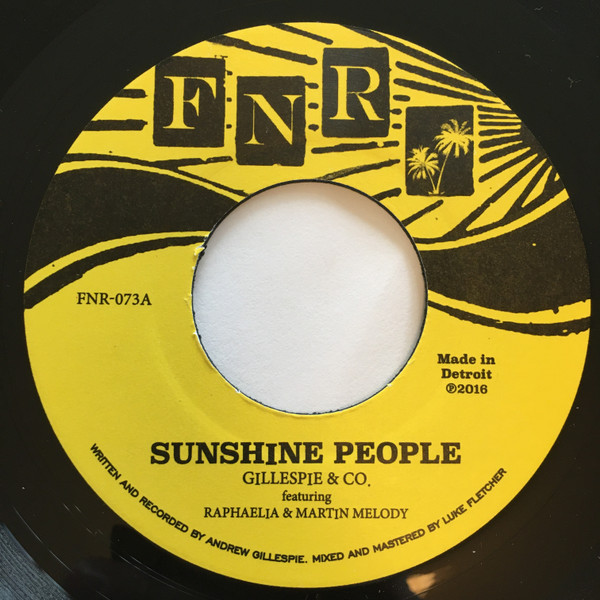 FNR
FNR-073A
Made in
Detroit
℗2016
SUNSHINE PEOPLE
GILLESPIE & CO.
featuring
RAPHAELIA & MARTIN MELODY
WRITTEN AND RECORDED BY ANDREW GILLESPIE. MIXED AND MASTERED BY LUKE FLETCHER